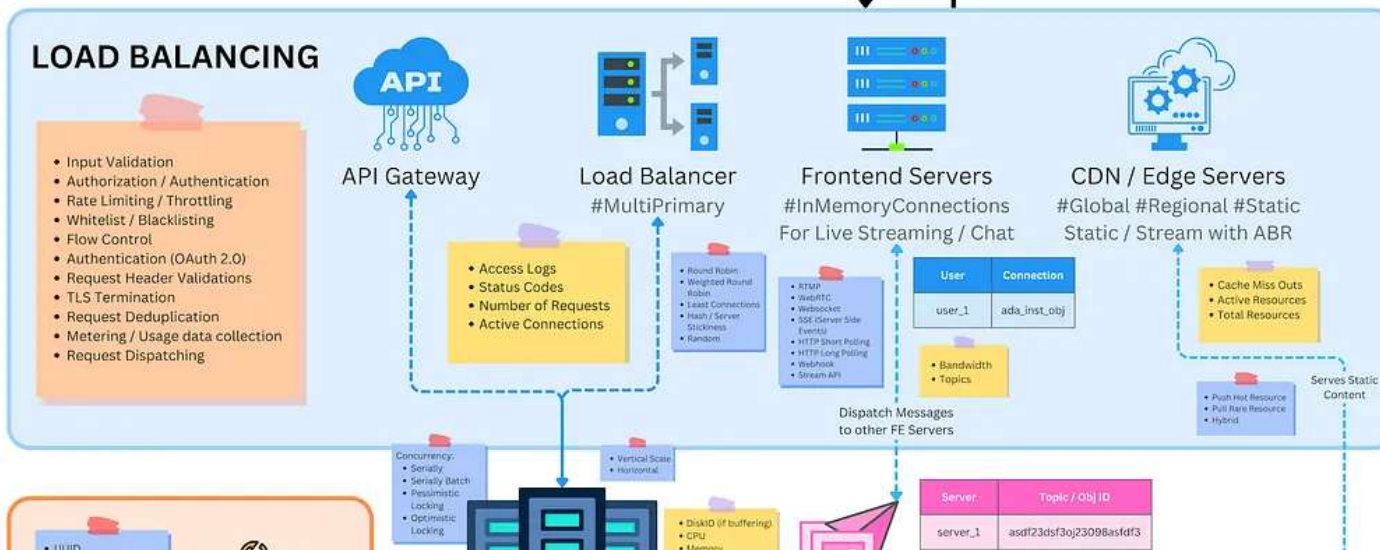 LOAD BALANCING
Input Validation
Authorization / Authentication
Rate Limiting / Throttling
Whitelist / Blacklisting
Flow Control
Authentication (OAuth 2.0)
Request Header Validations
TLS Termination
Request Deduplication
Metering / Usage data collection
Request Dispatching
API
API Gateway
Access Logs
Status Codes
Number of Requests
Active Connections
Load Balancer
#MultiPrimary
Round Robin
Weighted Round
Robin
Least Connections
Hash / Server
Stickiness
Random
Frontend Servers
#InMemoryConnections
For Live Streaming / Chat
RTMP
WebRTC
Websocket
SSE (Server Side
Events)
HTTP Short Polling
HTTP Long Polling
Webhook
Stream API
User Connection
user_1 ada_inst_obj
Bandwidth
Topics
Dispatch Messages
to other FE Servers
CDN / Edge Servers
#Global #Regional #Static
Static / Stream with ABR
Cache Miss Outs
Active Resources
Total Resources
Push Hot Resource
Pull Rare Resource
Hybrid
Serves Static
Content
Concurrency:
Serially
Serially Batch
Pessimistic
Locking
Optimistic
Locking
Vertical Scale
Horizontal
DiskIO (if buffering)
CPU
Memory
Server Topic / Obj ID
server_1 asdf23dsf3oj23098asfdf3
UUID